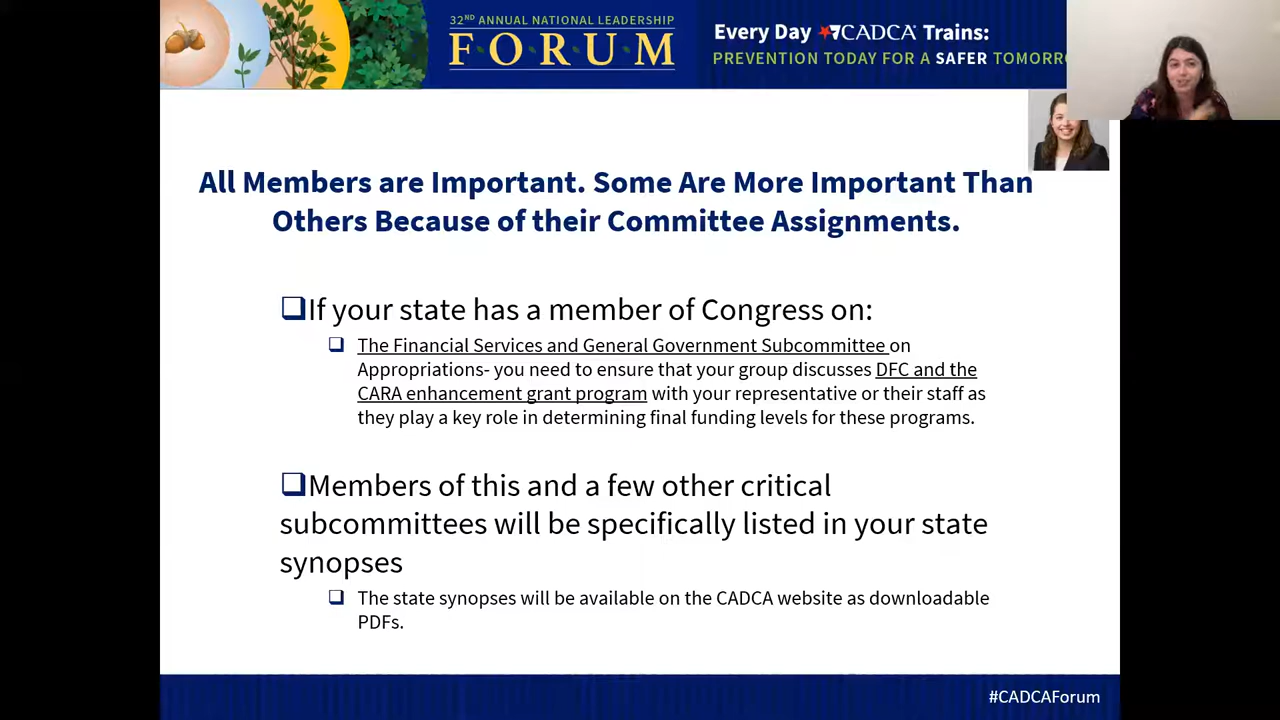 32ND ANNUAL NATIONAL LEADERSHIP
FORUM
Every Day CADCA Trains:
PREVENTION TODAY FOR A SAFER TOMORRO
All Members are Important. Some Are More Important Than
Others Because of their Committee Assignments.
If your state has a member of Congress on:
The Financial Services and General Government Subcommittee on
Appropriations- you need to ensure that your group discusses DFC and the
CARA enhancement grant program with your representative or their staff as
they play a key role in determining final funding levels for these programs.
Members of this and a few other critical
subcommittees will be specifically listed in your state
synopses
The state synopses will be available on the CADCA website as downloadable
PDFs.
#CADCAForum